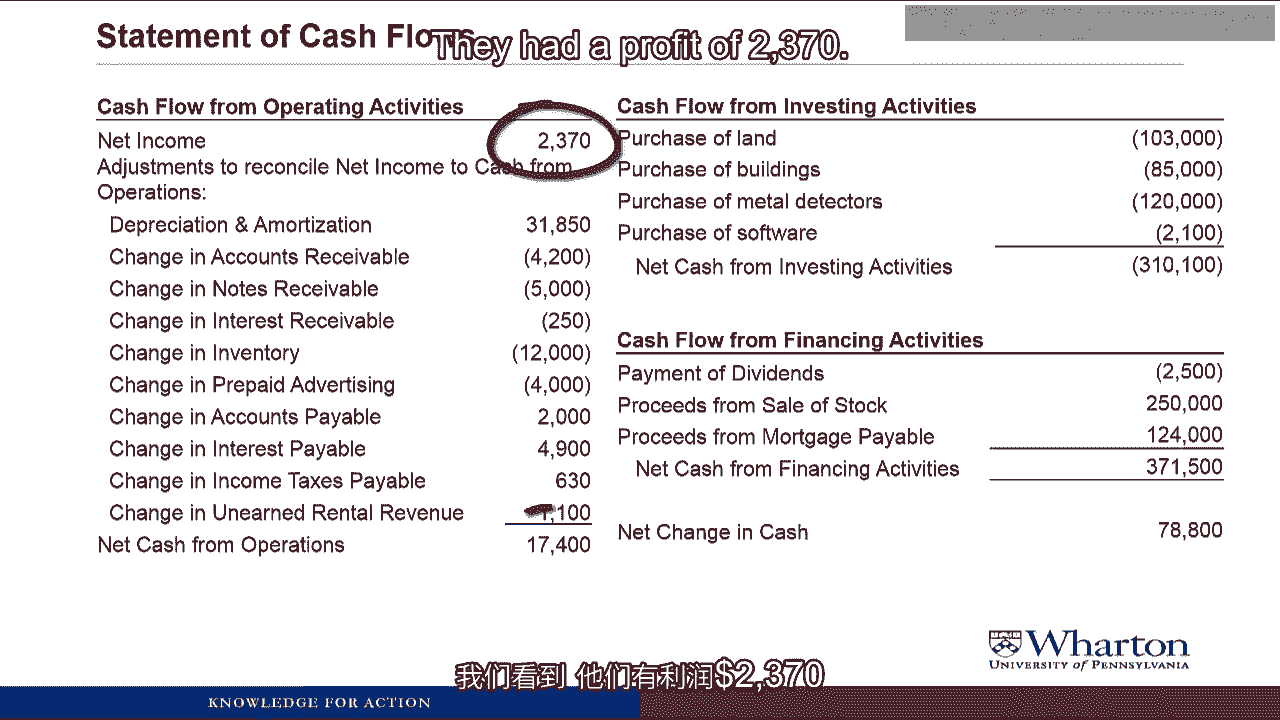 Statement of Cash Flows
They had a profit of 2,370.
Cash Flow from Operating Activities
Net Income 2,370
Adjustments to reconcile Net Income to Cash from
Operations:
Depreciation & Amortization 31,850
Change in Accounts Receivable (4,200)
Change in Notes Receivable (5,000)
Change in Interest Receivable (250)
Change in Inventory (12,000)
Change in Prepaid Advertising (4,000)
Change in Accounts Payable 2,000
Change in Interest Payable 4,900
Change in Income Taxes Payable 630
Change in Unearned Rental Revenue 1,100
Net Cash from Operations 17,400
Cash Flow from Investing Activities
Purchase of land (103,000)
Purchase of buildings (85,000)
Purchase of metal detectors (120,000)
Purchase of software (2,100)
Net Cash from Investing Activities (310,100)
Cash Flow from Financing Activities
Payment of Dividends (2,500)
Proceeds from Sale of Stock 250,000
Proceeds from Mortgage Payable 124,000
Net Cash from Financing Activities 371,500
Net Change in Cash 78,800
Wharton
UNIVERSITY of PENNSYLVANIA
我们看到 他们有利润$2,370
KNOWLEDGE FOR ACTION